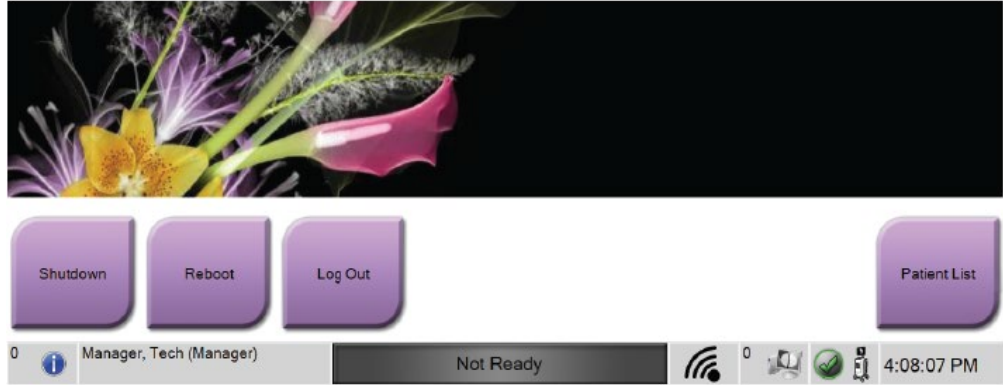 Shutdown
Reboot
Log Out
Patient List
0
Manager, Tech (Manager)
Not Ready
0
4:08:07 PM